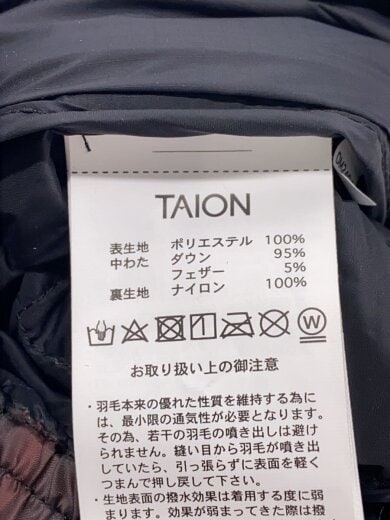 TAION
表生地 ポリエステル 100%
中わた ダウン 95%
フェザー 5%
裏生地 ナイロン 100%
W
お取り扱い上の御注意
・羽毛本来の優れた性質を維持する為に
は、最小限の通気性が必要となります。
その為、若干の羽毛の噴き出しは避け
られません。縫い目から羽毛が噴き出
していたら、引っ張らずに表面を軽く
つまんで押し戻して下さい。
・生地表面の撥水効果は着用する度に弱
まります。効果が弱まってきた際は撥